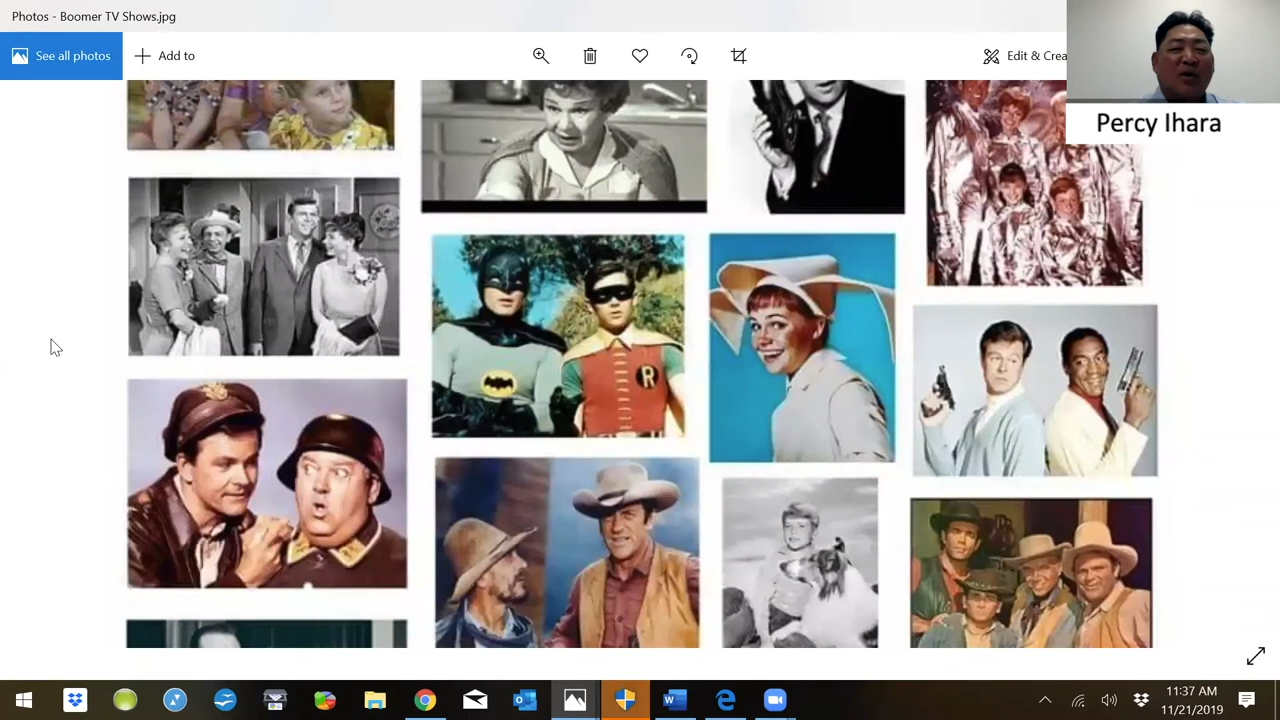 Photos - Boomer TV Shows.jpg
See all photos
Add to
Edit & Crea
Percy Ihara
R
11:37 AM
11/21/2019